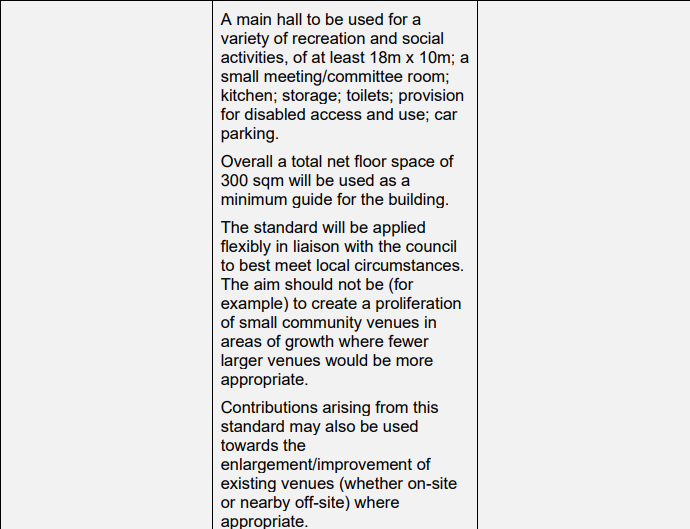 A main hall to be used for a
variety of recreation and social
activities, of at least 18m x 10m; a
small meeting/committee room;
kitchen; storage; toilets; provision
for disabled access and use; car
parking.
Overall a total net floor space of
300 sqm will be used as a
minimum guide for the building.
The standard will be applied
flexibly in liaison with the council
to best meet local circumstances.
The aim should not be (for
example) to create a proliferation
of small community venues in
areas of growth where fewer
larger venues would be more
appropriate.
Contributions arising from this
standard may also be used
towards the
enlargement/improvement of
existing venues (whether on-site
or nearby off-site) where
appropriate.